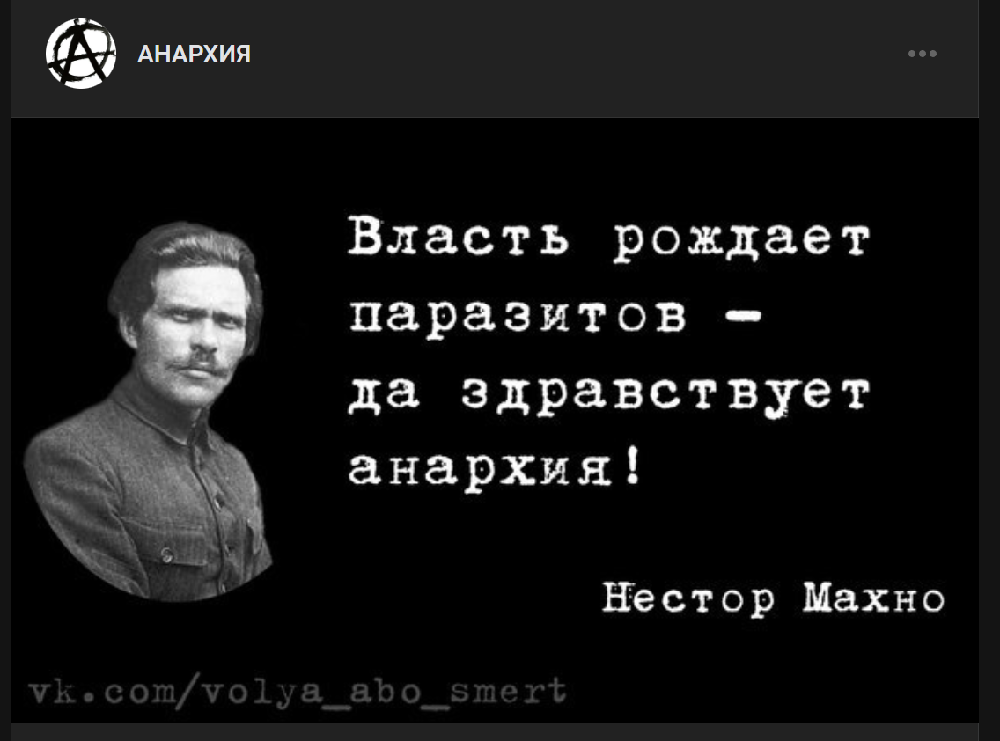 АНАРХИЯ
Власть рождает
паразитов –
да здравствует
анархия!
Нестор Махно
vk.com/volya_abo_smert